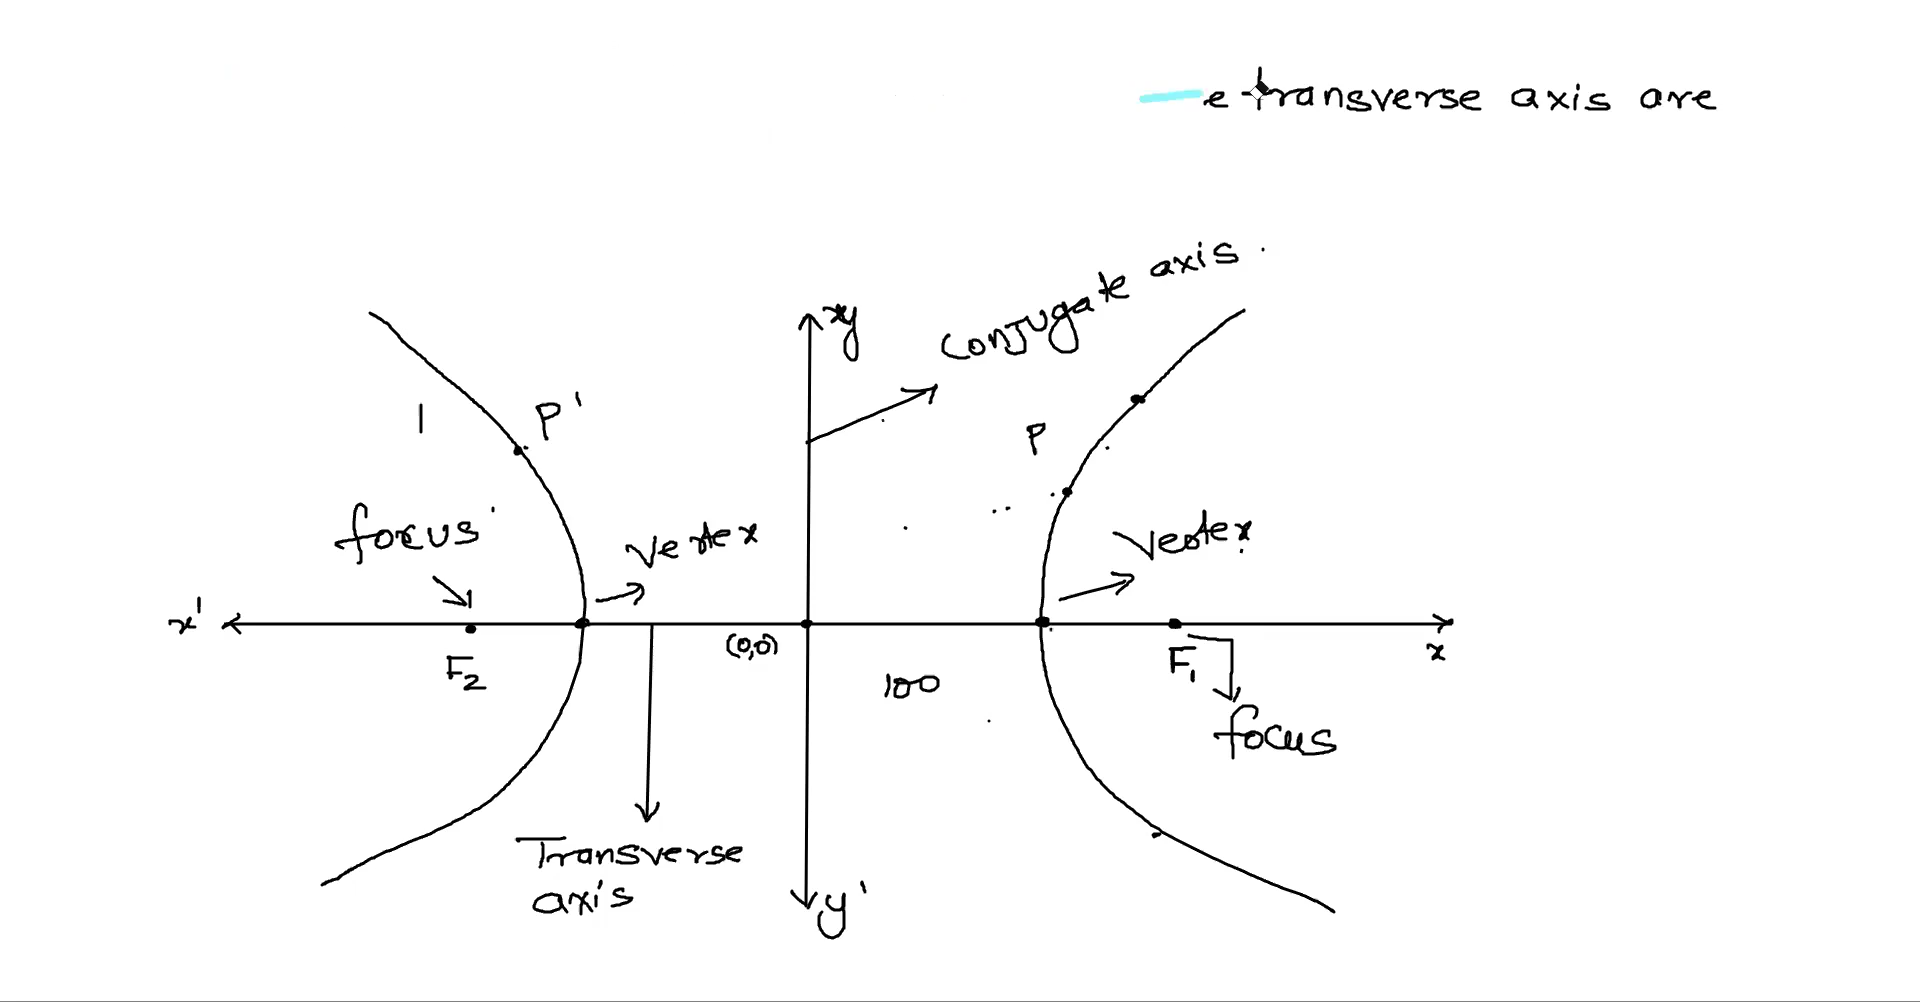 e transverse axis are
conjugate axis
y
P'
P
focus
vertex
vertex
x'
(0,0)
x
F2
F1
100
focus
Transverse
axis
y'